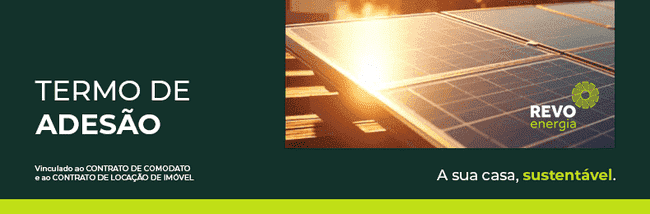 TERMO DE
ADESÃO
Vinculado ao CONTRATO DE COMODATO
e ao CONTRATO DE LOCAÇÃO DE IMÓVEL
REVO
energia
A sua casa, sustentável.